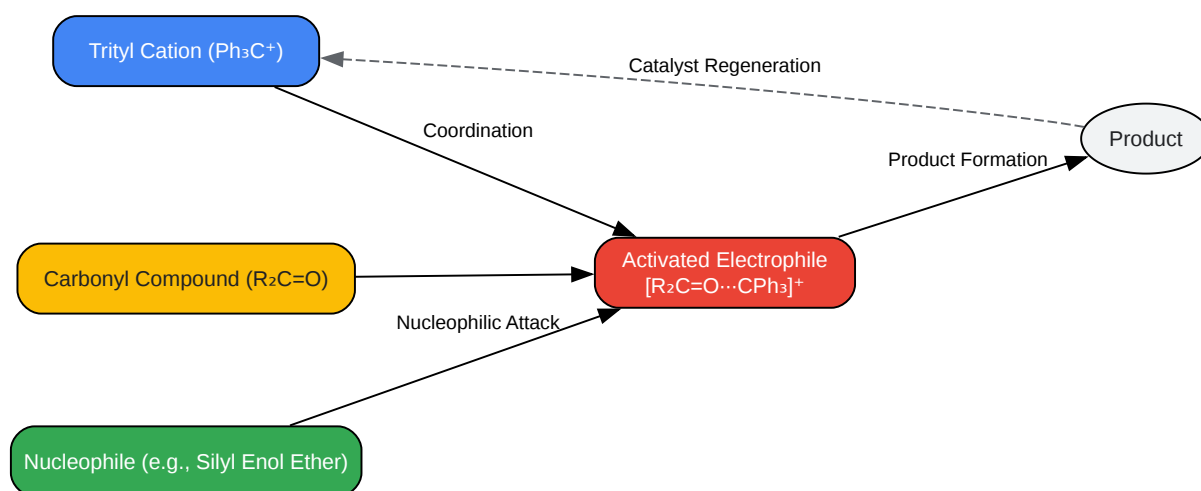 Trityl Cation (Ph₃C⁺)
Catalyst Regeneration
Coordination
Product
Product Formation
Carbonyl Compound (R₂C=O)
Activated Electrophile
[R₂C=O···CPh₃]⁺
Nucleophilic Attack
Nucleophile (e.g., Silyl Enol Ether)